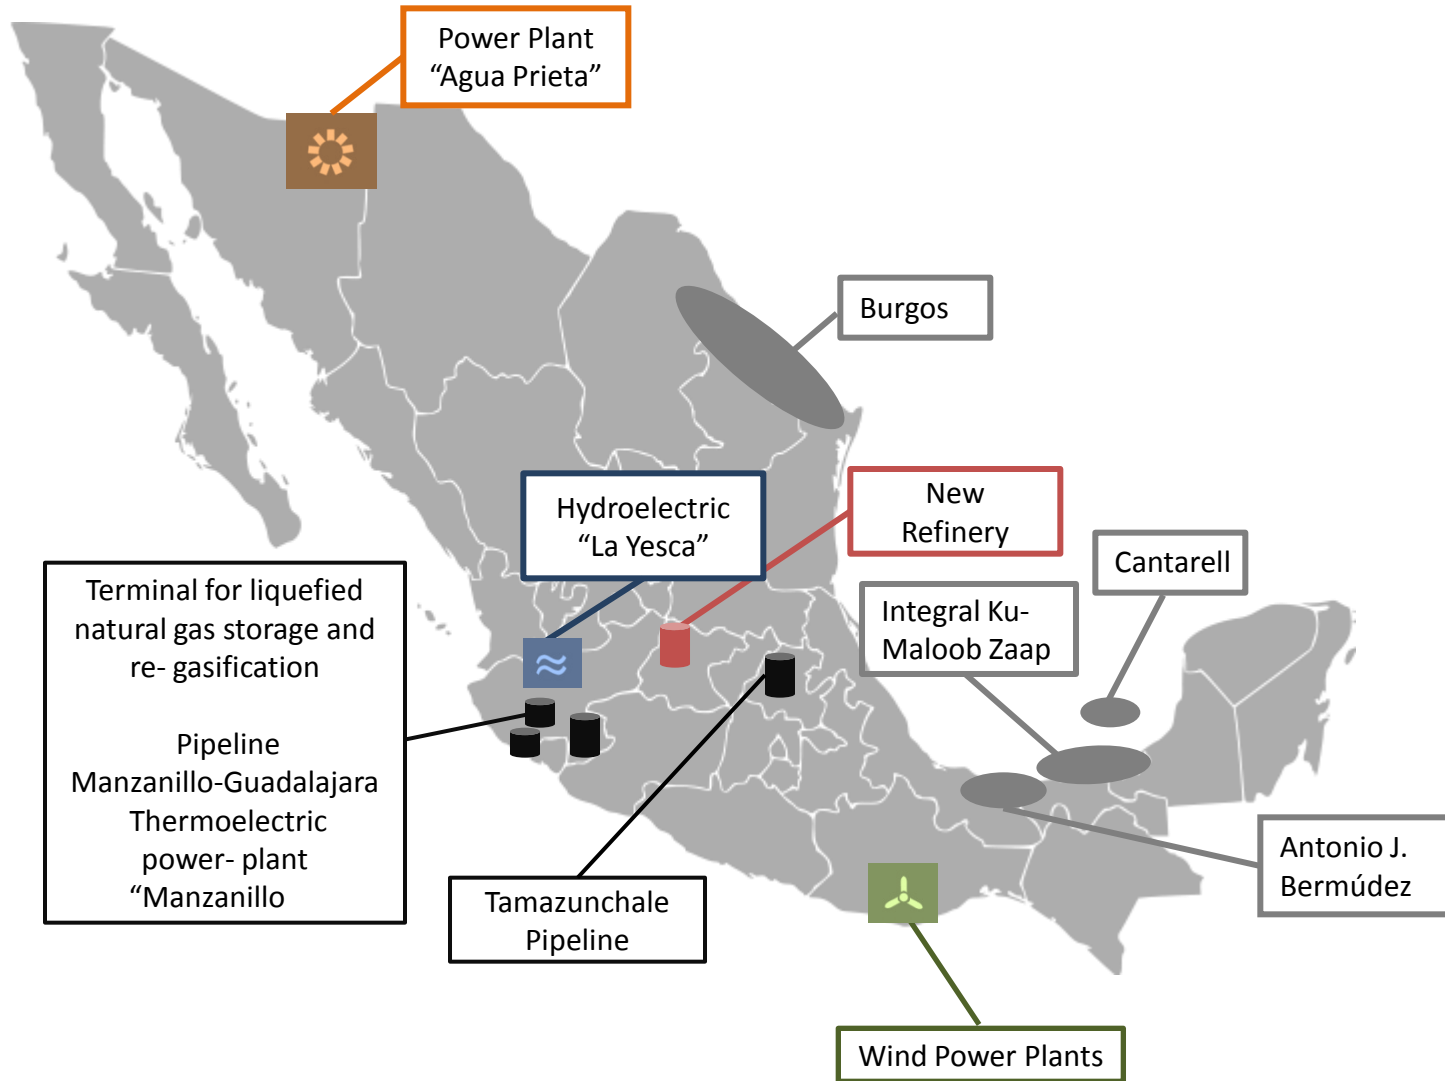 Power Plant
“Agua Prieta”
Burgos
Hydroelectric
“La Yesca”
New
Refinery
Cantarell
Integral Ku-
Maloob Zaap
Terminal for liquefied
natural gas storage and
re- gasification
Pipeline
Manzanillo-Guadalajara
Thermoelectric
power- plant
“Manzanillo
Antonio J.
Bermúdez
Tamazunchale
Pipeline
Wind Power Plants